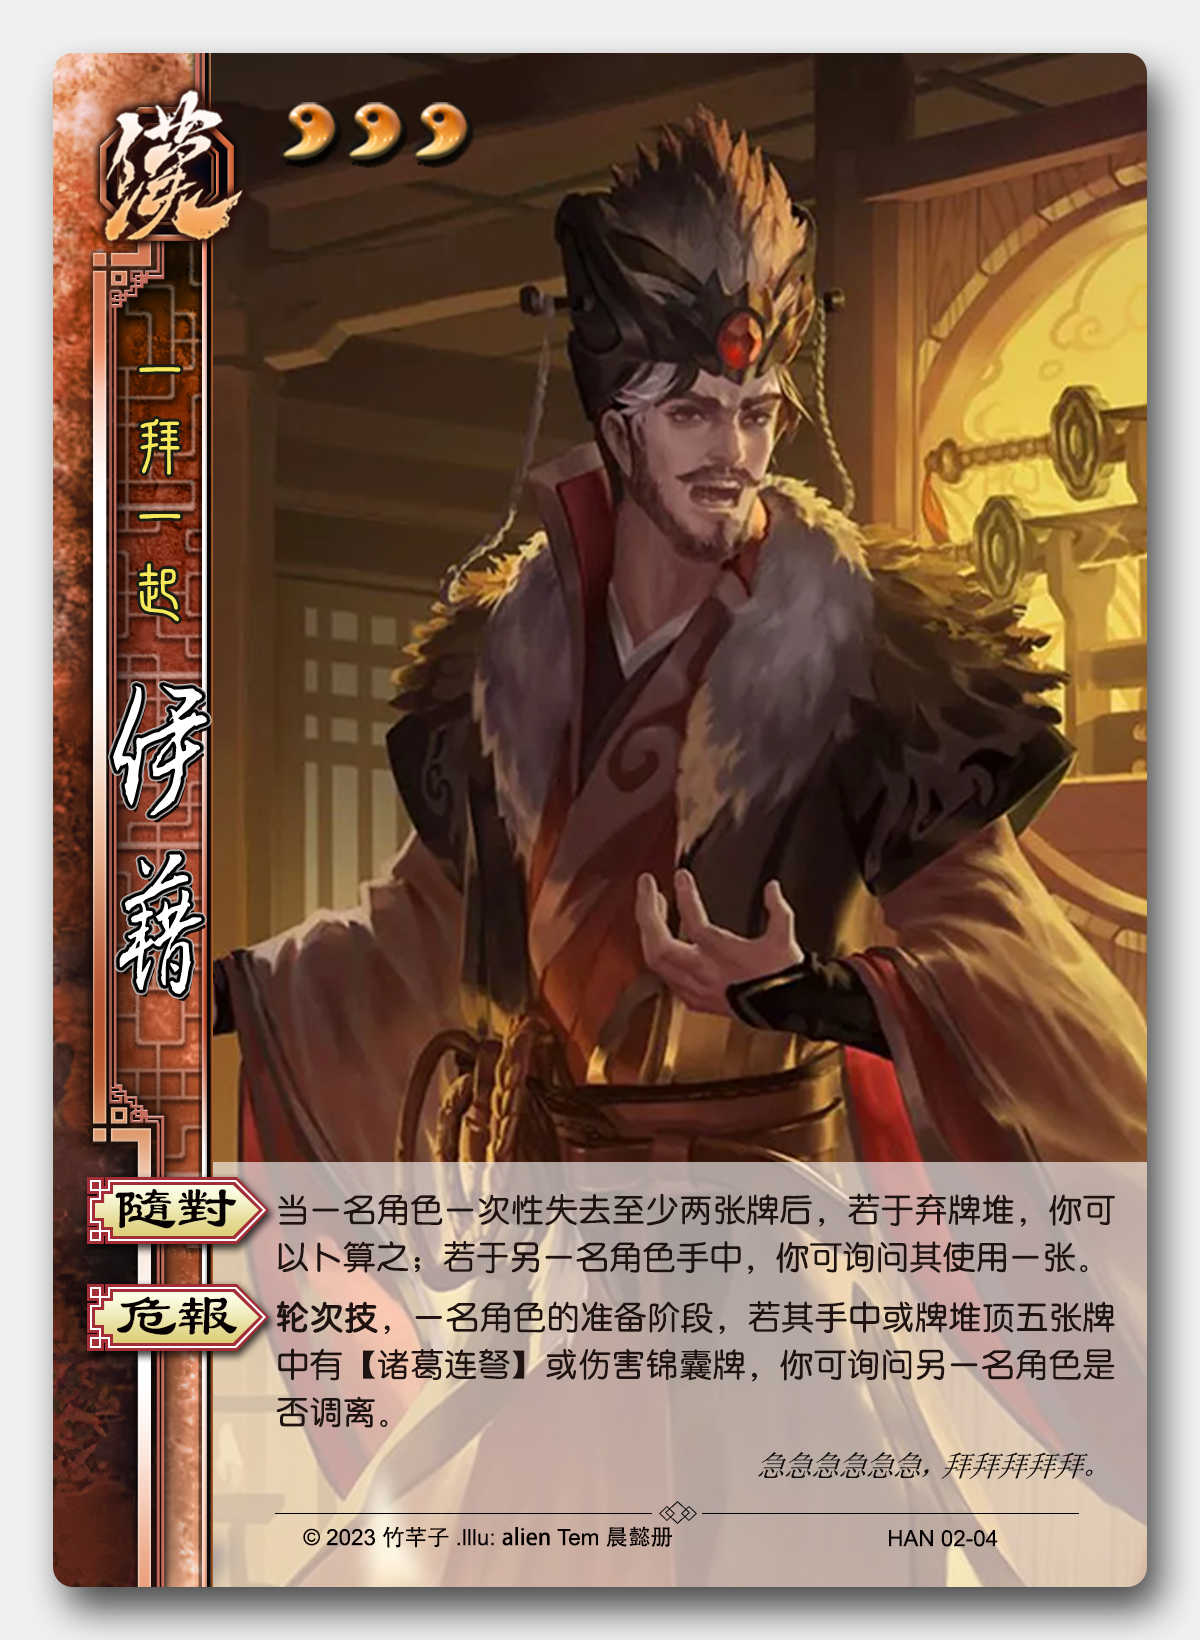 漢
一拜一起
伊藉
隨對
当一名角色一次性失去至少两张牌后，若于弃牌堆，你可
以卜算之；若于另一名角色手中，你可询问其使用一张。
危報
轮次技，一名角色的准备阶段，若其手中或牌堆顶五张牌
中有【诸葛连弩】或伤害锦囊牌，你可询问另一名角色是
否调离。
急急急急急急，拜拜拜拜拜。
© 2023 竹芊子 .Illu: alien Tem 晨懿册
HAN 02-04